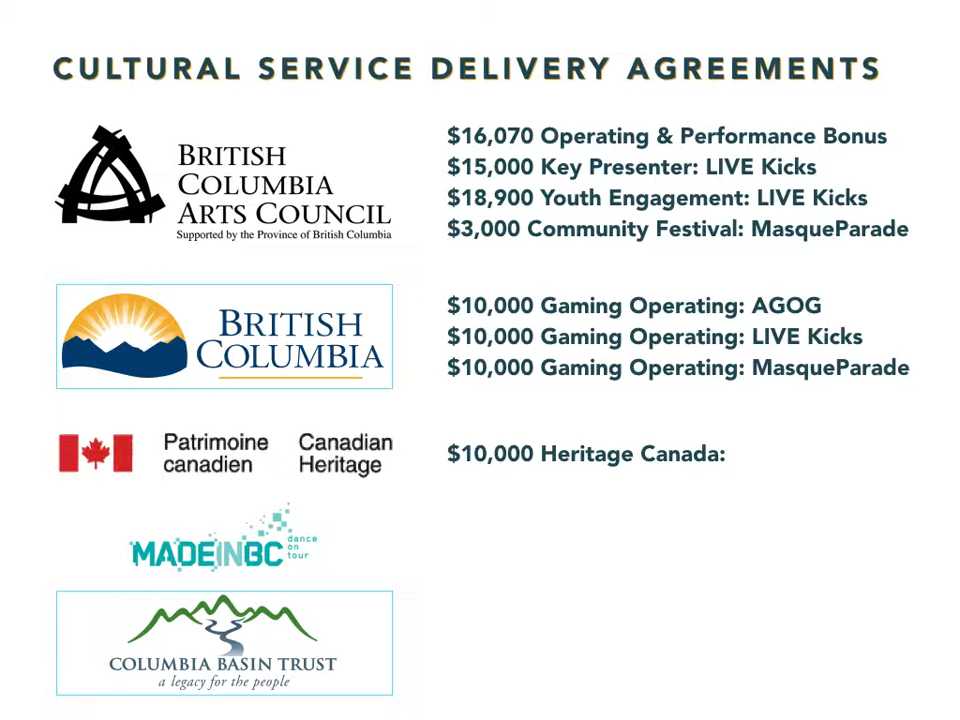 CULTURAL SERVICE DELIVERY AGREEMENTS
BRITISH
COLUMBIA
ARTS COUNCIL
Supported by the Province of British Columbia
$16,070 Operating & Performance Bonus
$15,000 Key Presenter: LIVE Kicks
$18,900 Youth Engagement: LIVE Kicks
$3,000 Community Festival: MasqueParade
BRITISH
COLUMBIA
$10,000 Gaming Operating: AGOG
$10,000 Gaming Operating: LIVE Kicks
$10,000 Gaming Operating: MasqueParade
Patrimoine
canadien
Canadian
Heritage
$10,000 Heritage Canada:
MADEINBC
dance
on
tour
COLUMBIA BASIN TRUST
a legacy for the people